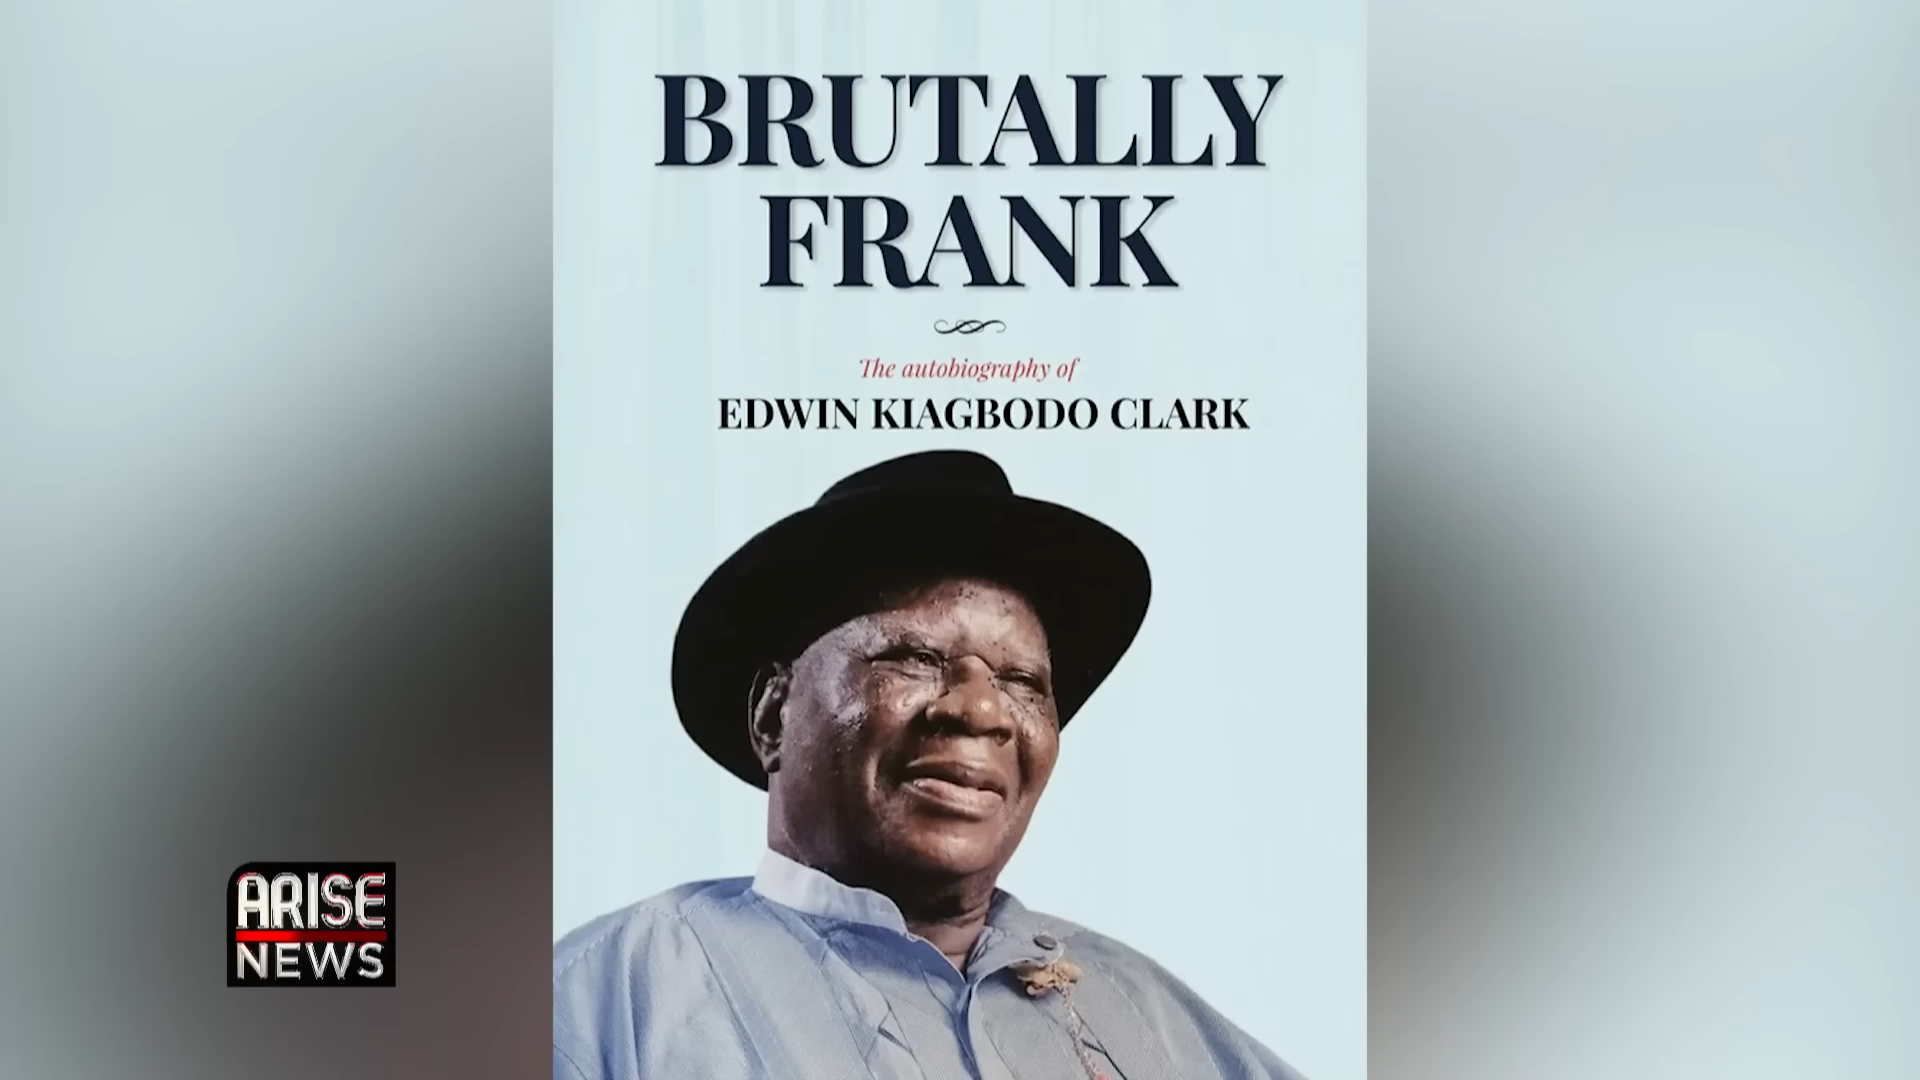 BRUTALLY
FRANK
The autobiography of
EDWIN KIAGBODO CLARK
ARISE
NEWS